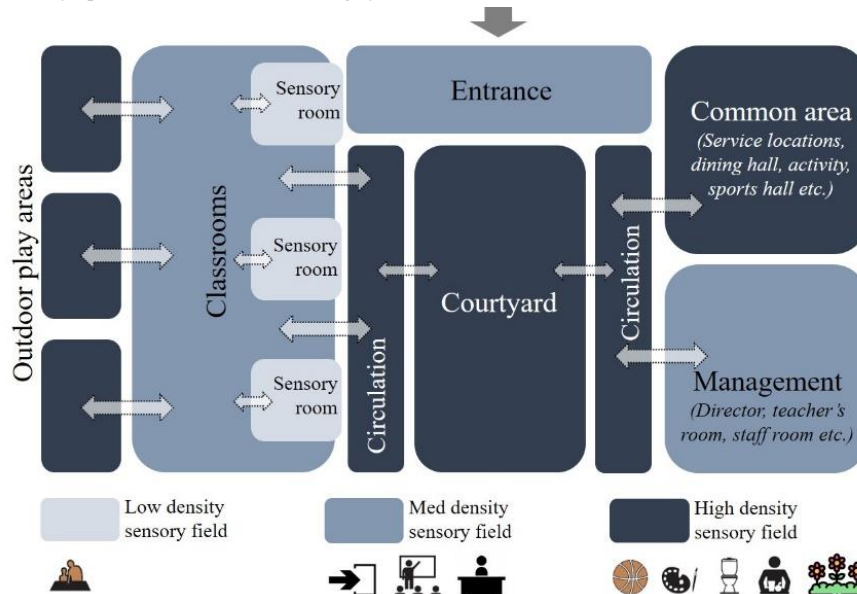 Outdoor play areas
Classrooms
Sensory
room
Sensory
room
Sensory
room
Entrance
Circulation
Courtyard
Circulation
Common area
(Service locations,
dining hall, activity,
sports hall etc.)
Management
(Director, teacher's
room, staff room etc.)
Low density
sensory field
Med density
sensory field
High density
sensory field